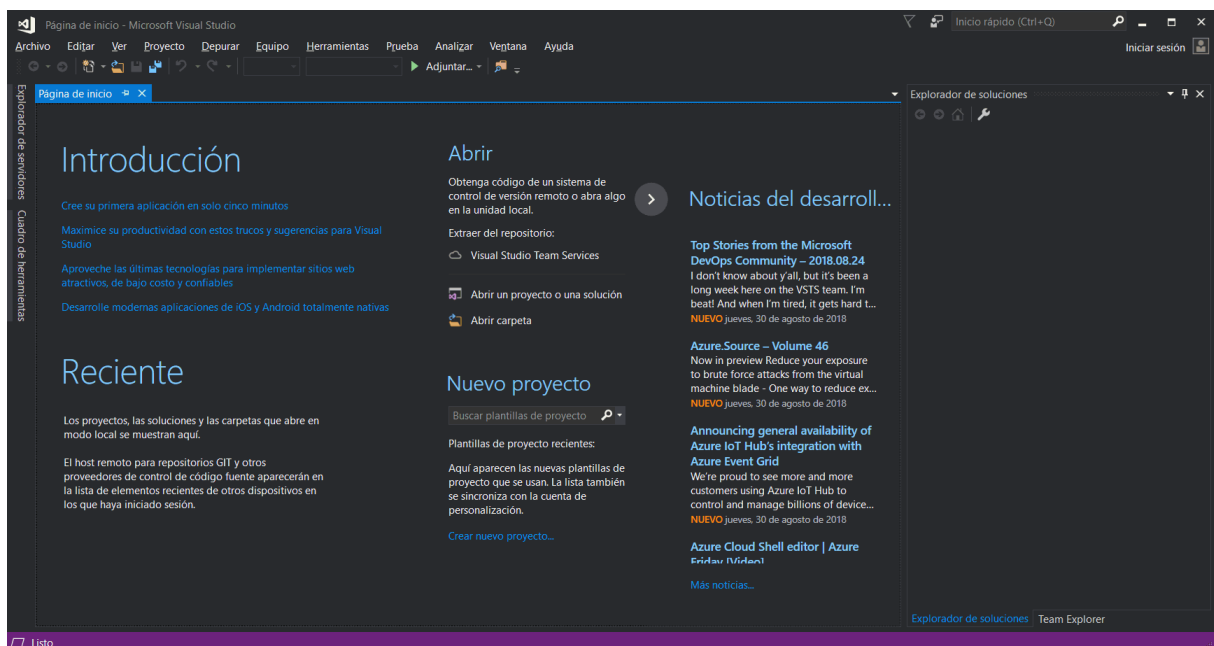 Página de inicio - Microsoft Visual Studio
Inicio rápido (Ctrl+Q)
Archivo Editar Ver Proyecto Depurar Equipo Herramientas Prueba Analizar Ventana Ayuda
Iniciar sesión
Adjuntar...
Explorador de servidores
Cuadro de herramientas
Página de inicio
Introducción
Cree su primera aplicación en solo cinco minutos
Maximice su productividad con estos trucos y sugerencias para Visual
Studio
Aproveche las últimas tecnologías para implementar sitios web
atractivos, de bajo costo y confiables
Desarrolle modernas aplicaciones de iOS y Android totalmente nativas
Reciente
Los proyectos, las soluciones y las carpetas que abre en
modo local se muestran aquí.
El host remoto para repositorios GIT y otros
proveedores de control de código fuente aparecerán en
la lista de elementos recientes de otros dispositivos en
los que haya iniciado sesión.
Abrir
Obtenga código de un sistema de
control de versión remoto o abra algo
en la unidad local.
Extraer del repositorio:
Visual Studio Team Services
Abrir un proyecto o una solución
Abrir carpeta
Nuevo proyecto
Buscar plantillas de proyecto
Plantillas de proyecto recientes:
Aquí aparecen las nuevas plantillas de
proyecto que se usan. La lista también
se sincroniza con la cuenta de
personalización.
Crear nuevo proyecto...
Noticias del desarroll...
Top Stories from the Microsoft
DevOps Community – 2018.08.24
I don't know about y'all, but it's been a
long week here on the VSTS team. I'm
beat! And when I'm tired, it gets hard t...
NUEVO jueves, 30 de agosto de 2018
Azure.Source – Volume 46
Now in preview Reduce your exposure
to brute force attacks from the virtual
machine blade - One way to reduce ex...
NUEVO jueves, 30 de agosto de 2018
Announcing general availability of
Azure IoT Hub's integration with
Azure Event Grid
We're proud to see more and more
customers using Azure IoT Hub to
control and manage billions of device...
NUEVO jueves, 30 de agosto de 2018
Azure Cloud Shell editor | Azure
Friday [Video]
Más noticias...
Explorador de soluciones
Explorador de soluciones Team Explorer
Listo